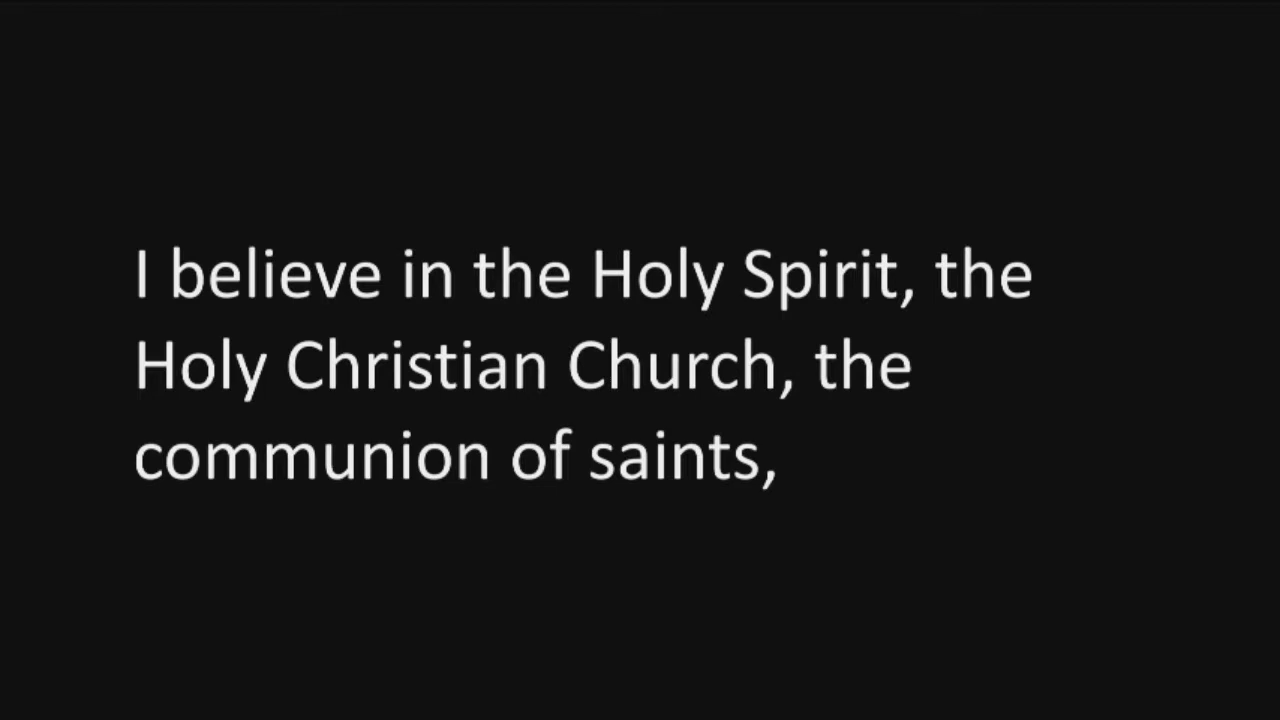 I believe in the Holy Spirit, the
Holy Christian Church, the
communion of saints,